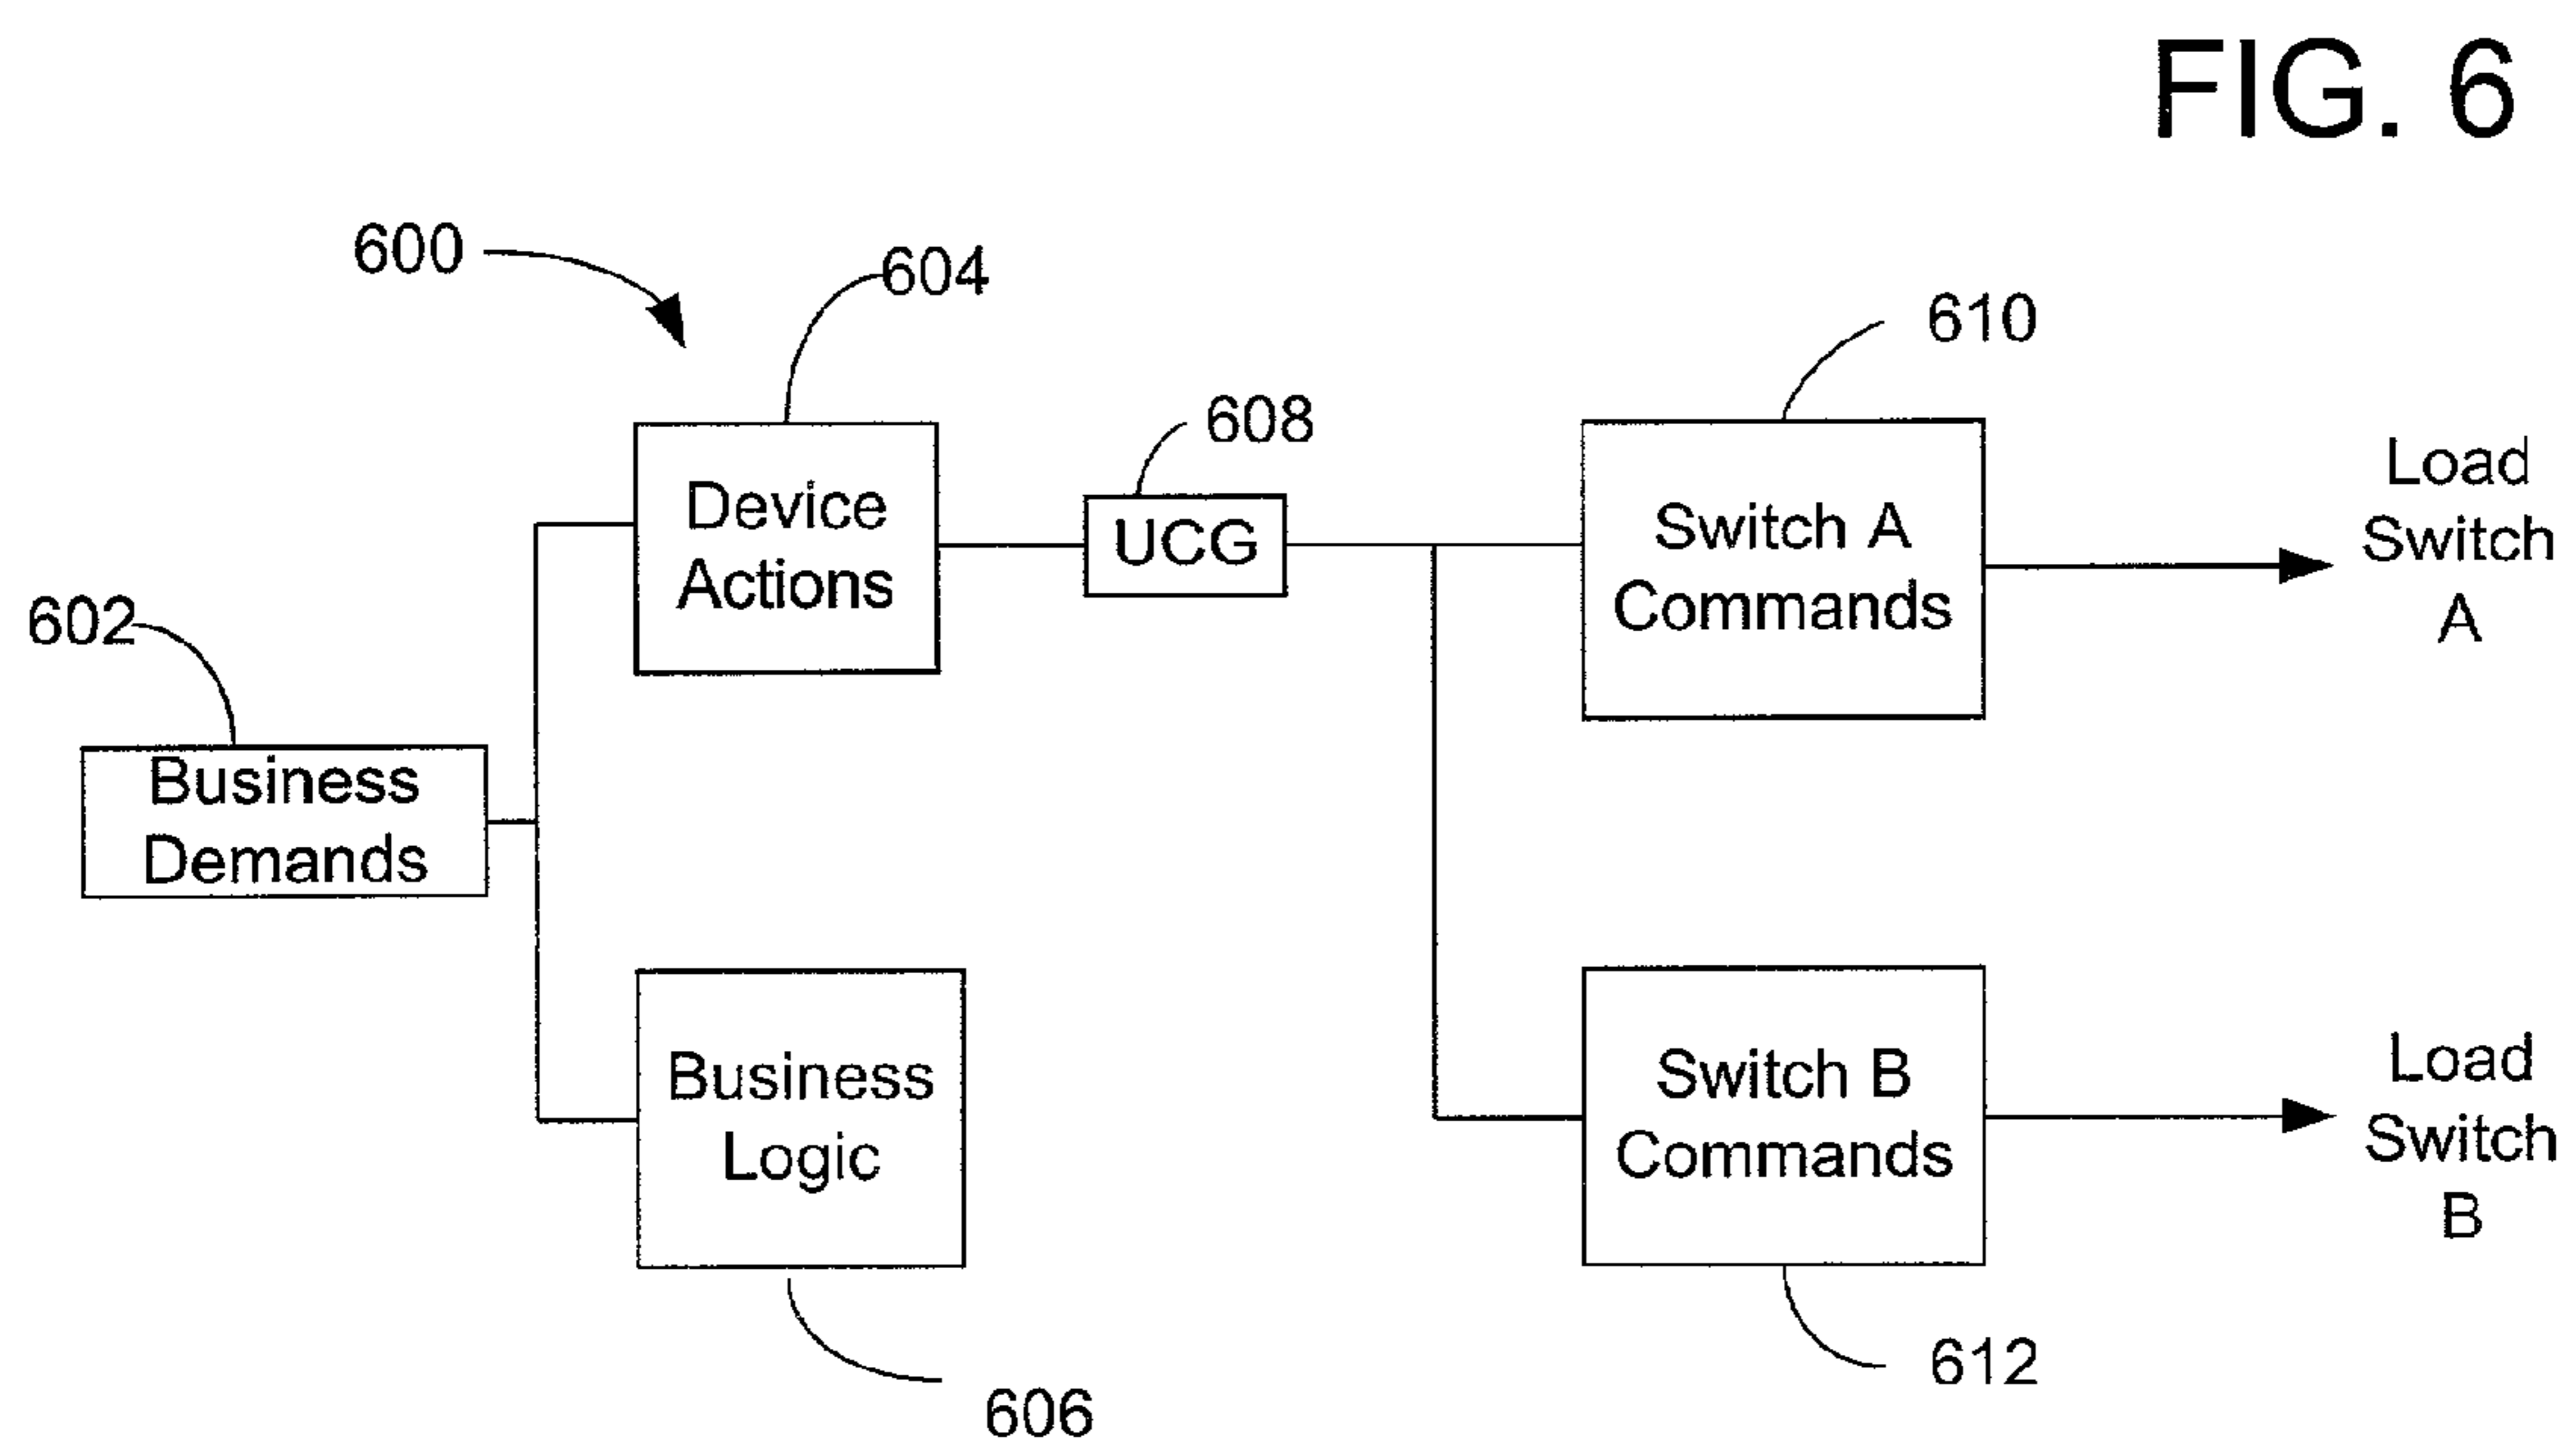 FIG. 6
600
604
610
608
Load
Switch
A
Device
Actions
UCG
Switch A
Commands
602
Business
Demands
Business
Logic
Switch B
Commands
Load
Switch
B
612
606